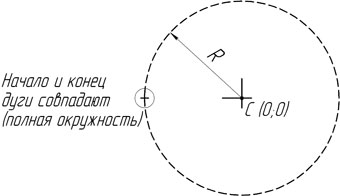 R
Начало и конец
дуги совпадают
(полная окружность)
C (0,0)